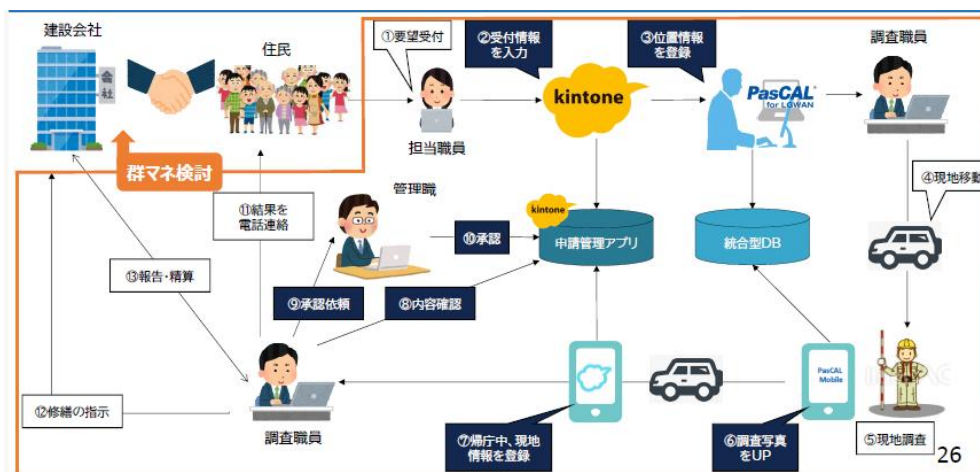 建設会社
会社
住民
①要望受付
②受付情報
を入力
③位置情報
を登録
調査職員
kintone
PasCAL
for LGWAN
担当職員
群マネ検討
管理職
④現地移動
⑪結果を
電話連絡
kintone
⑩承認
申請管理アプリ
統合型DB
⑬報告・精算
⑨承認依頼
⑧内容確認
PasCAL
Mobile
⑫修繕の指示
調査職員
⑦帰庁中、現地
情報を登録
⑥調査写真
をUP
⑤現地調査
26